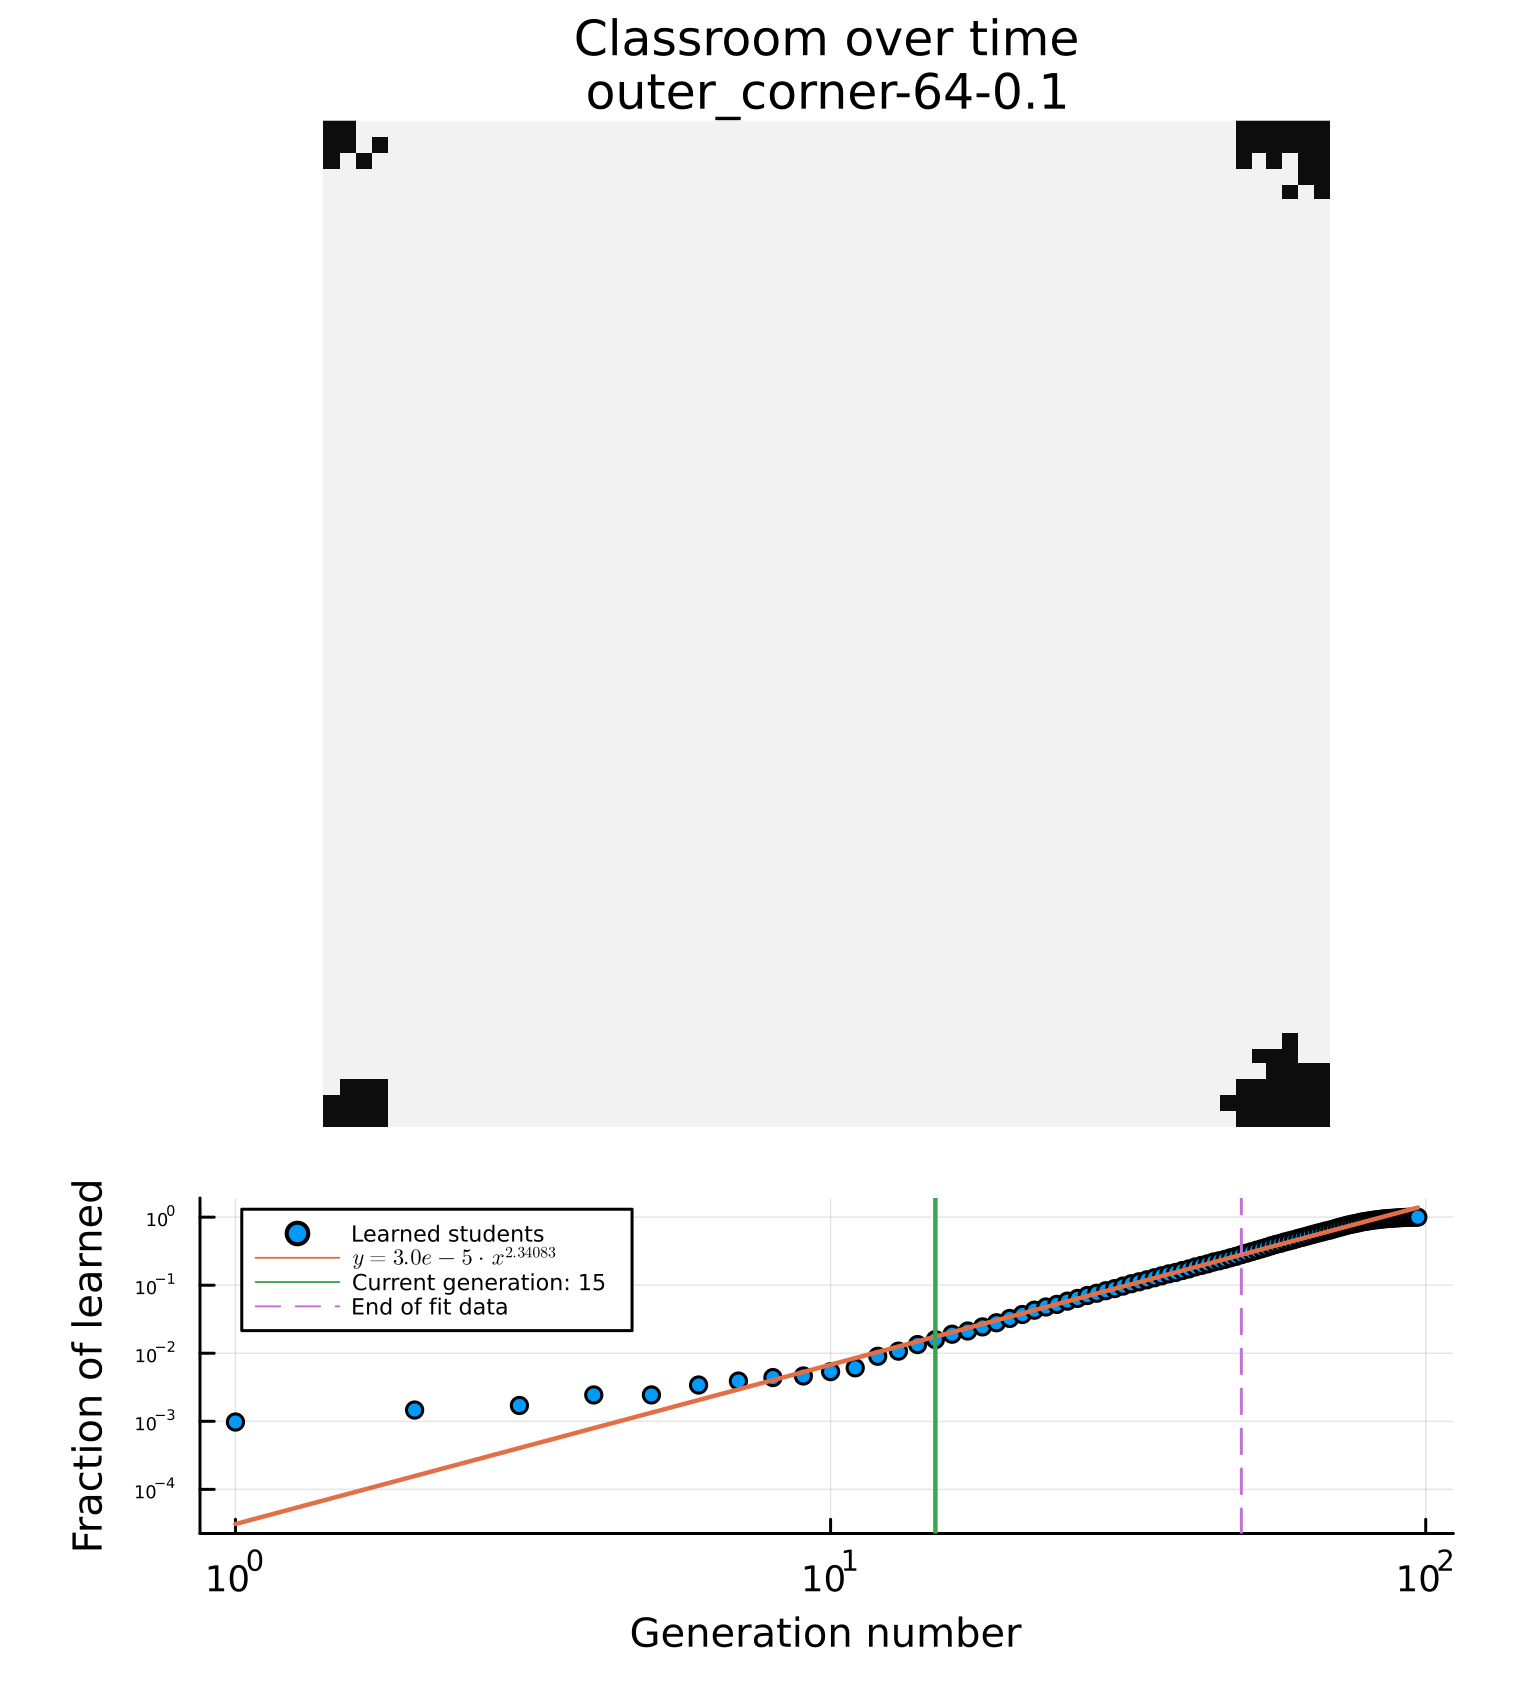 Classroom over time
outer_corner-64-0.1
Fraction of learned
10^0
10^-1
10^-2
10^-3
10^-4
Learned students
y = 3.0e − 5 · x^2.34083
Current generation: 15
End of fit data
10^0 10^1 10^2
Generation number